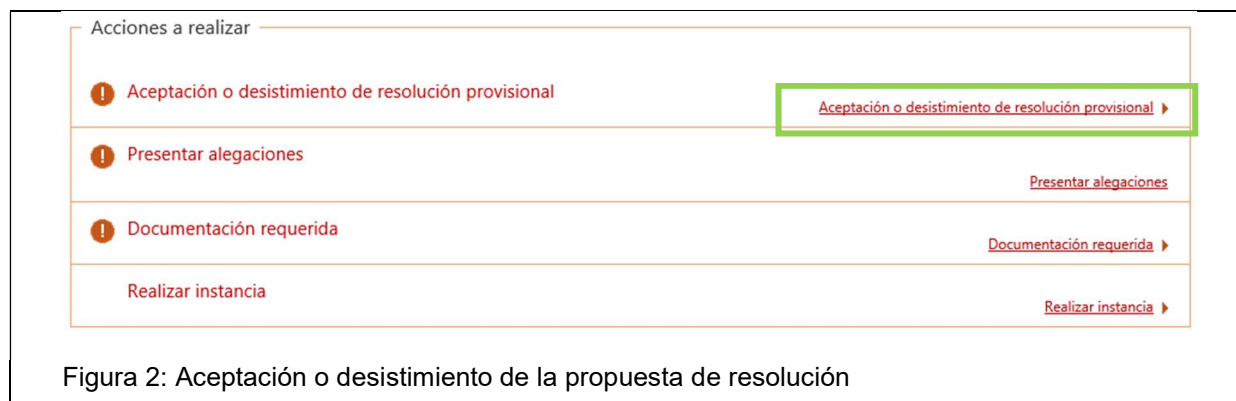 Acciones a realizar
Aceptación o desistimiento de resolución provisional
Aceptación o desistimiento de resolución provisional
Presentar alegaciones
Presentar alegaciones
Documentación requerida
Documentación requerida
Realizar instancia
Realizar instancia
Figura 2: Aceptación o desistimiento de la propuesta de resolución